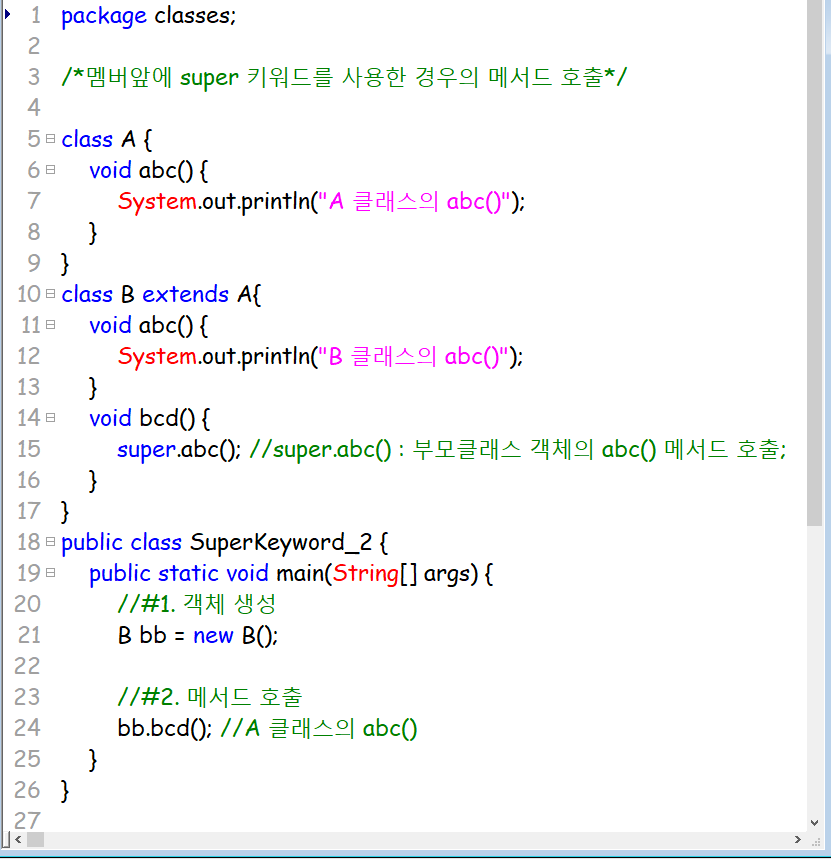 1 package classes;
2
3 /*멤버앞에 super 키워드를 사용한 경우의 메서드 호출*/
4
5 class A {
6 void abc() {
7 System.out.println("A 클래스의 abc()");
8 }
9 }
10 class B extends A{
11 void abc() {
12 System.out.println("B 클래스의 abc()");
13 }
14 void bcd() {
15 super.abc(); //super.abc() : 부모클래스 객체의 abc() 메서드 호출;
16 }
17 }
18 public class SuperKeyword_2 {
19 public static void main(String[] args) {
20 //#1. 객체 생성
21 B bb = new B();
22
23 //#2. 메서드 호출
24 bb.bcd(); //A 클래스의 abc()
25 }
26 }
27